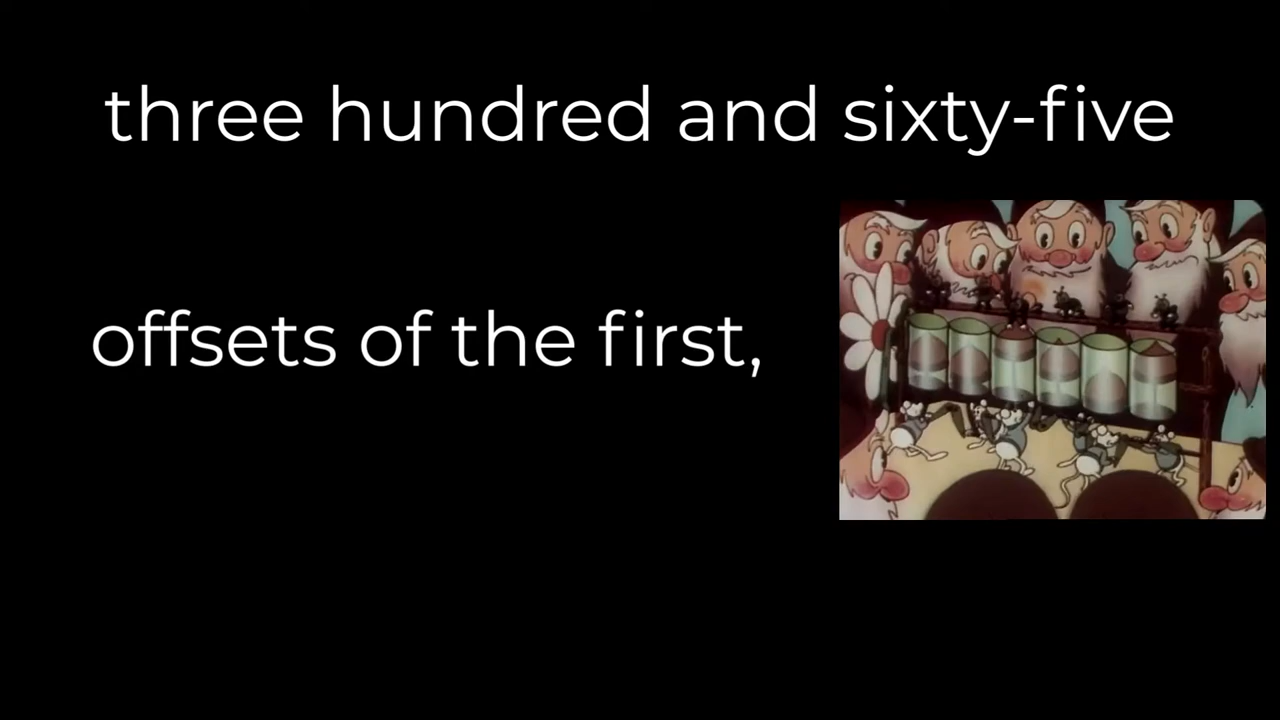 three hundred and sixty-five
offsets of the first,